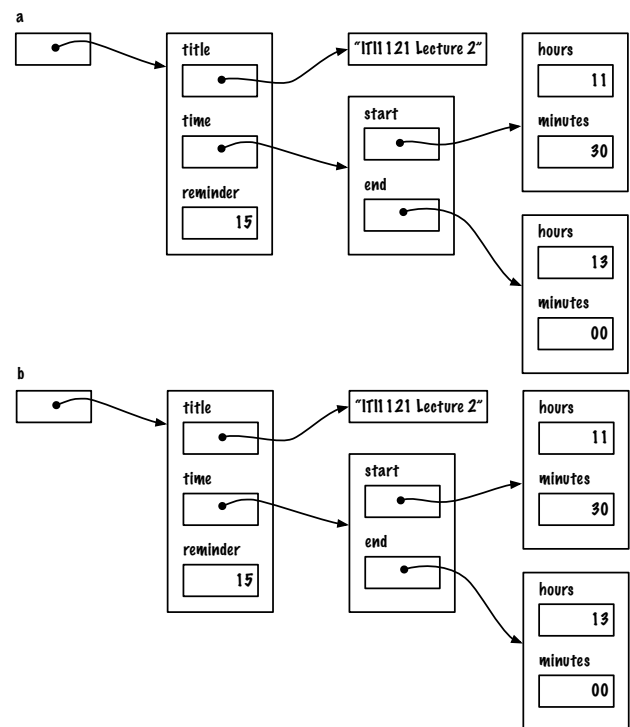 a
title
"ITI1121 Lecture 2"
hours
11
minutes
30
time
start
end
reminder
15
hours
13
minutes
00
b
title
"ITI1121 Lecture 2"
hours
11
minutes
30
time
start
end
reminder
15
hours
13
minutes
00